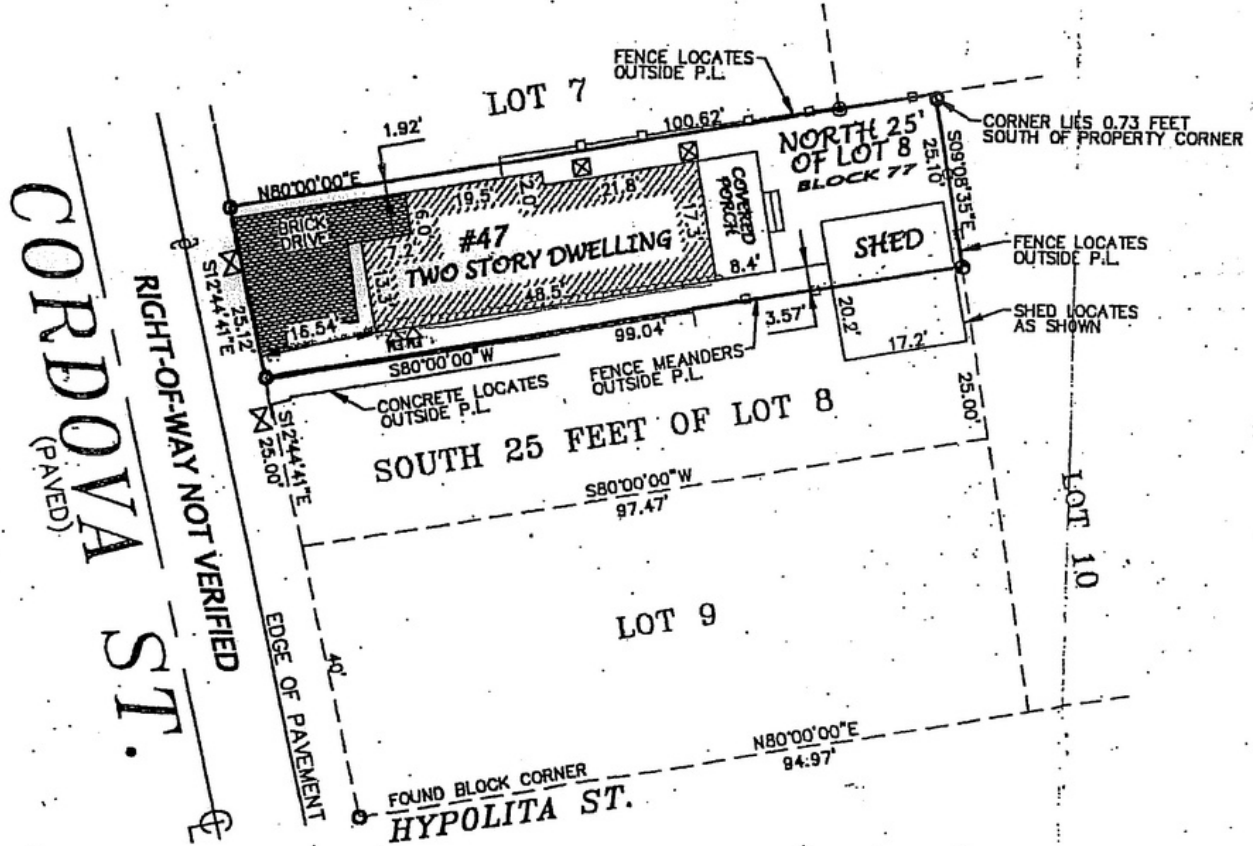 FENCE LOCATES
OUTSIDE P.L.
LOT 7
1.92'
100.62'
N80°00'00"E
CORNER LIES 0.73 FEET
SOUTH OF PROPERTY CORNER
NORTH 25'
OF LOT 8
BLOCK 77
S09°08'35"E
25.10'
BRICK
DRIVE
19.5'
2.0'
21.8'
6.0'
7.2'
13.3'
17.3'
#47
TWO STORY DWELLING
48.5'
COVERED
PORCH
8.4'
SHED
FENCE LOCATES
OUTSIDE P.L.
SHED LOCATES
AS SHOWN
20.2'
17.2'
3.57'
16.54'
99.04'
S80°00'00"W
S12°44'41"E
25.12'
CONCRETE LOCATES
OUTSIDE P.L.
FENCE MEANDERS
OUTSIDE P.L.
25.00'
S12°44'41"E
25.00'
SOUTH 25 FEET OF LOT 8
S80°00'00"W
97.47'
LOT 10
LOT 9
40'
N80°00'00"E
94.97'
FOUND BLOCK CORNER
HYPOLITA ST.
EDGE OF PAVEMENT
RIGHT-OF-WAY NOT VERIFIED
CORDOVA ST.
(PAVED)